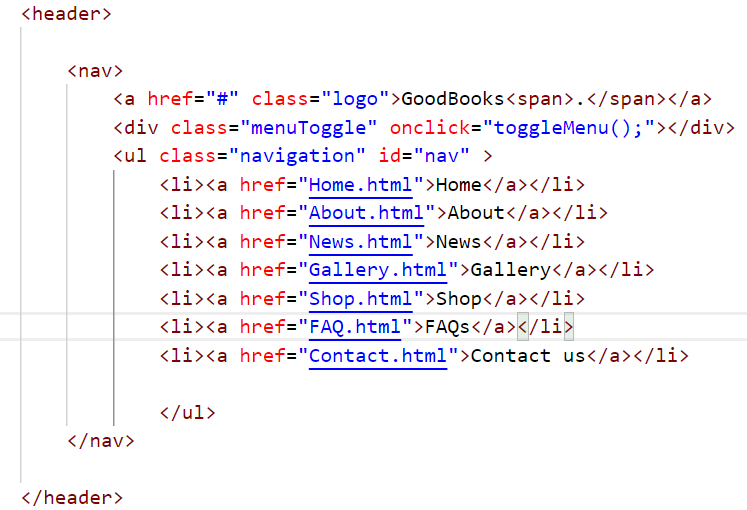 <header>
<nav>
<a href="#" class="logo">GoodBooks<span>.</span></a>
<div class="menuToggle" onclick="toggleMenu();"></div>
<ul class="navigation" id="nav" >
<li><a href="Home.html">Home</a></li>
<li><a href="About.html">About</a></li>
<li><a href="News.html">News</a></li>
<li><a href="Gallery.html">Gallery</a></li>
<li><a href="Shop.html">Shop</a></li>
<li><a href="FAQ.html">FAQs</a></li>
<li><a href="Contact.html">Contact us</a></li>
</ul>
</nav>
</header>